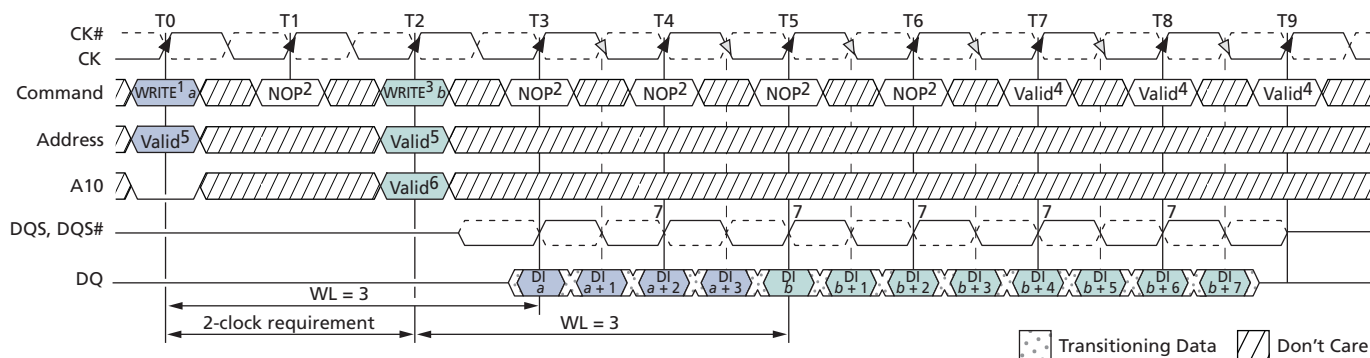 T0 T1 T2 T3 T4 T5 T6 T7 T8 T9
CK#
CK
Command WRITE1 a NOP2 WRITE3 b NOP2 NOP2 NOP2 NOP2 Valid4 Valid4 Valid4
Address Valid5 Valid5
A10 Valid6
7 7 7 7 7
DQS, DQS#
DQ DI a DI a + 1 DI a + 2 DI a + 3 DI b DI b + 1 DI b + 2 DI b + 3 DI b + 4 DI b + 5 DI b + 6 DI b + 7
WL = 3
2-clock requirement WL = 3
Transitioning Data Don't Care